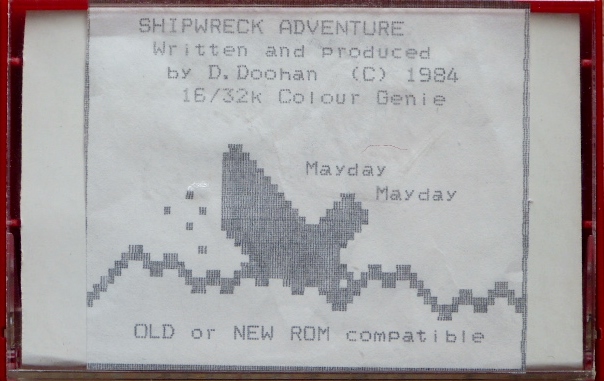 SHIPWRECK ADVENTURE
Written and produced
by D.Doohan (C) 1984
16/32k Colour Genie
Mayday
Mayday
OLD or NEW ROM compatible